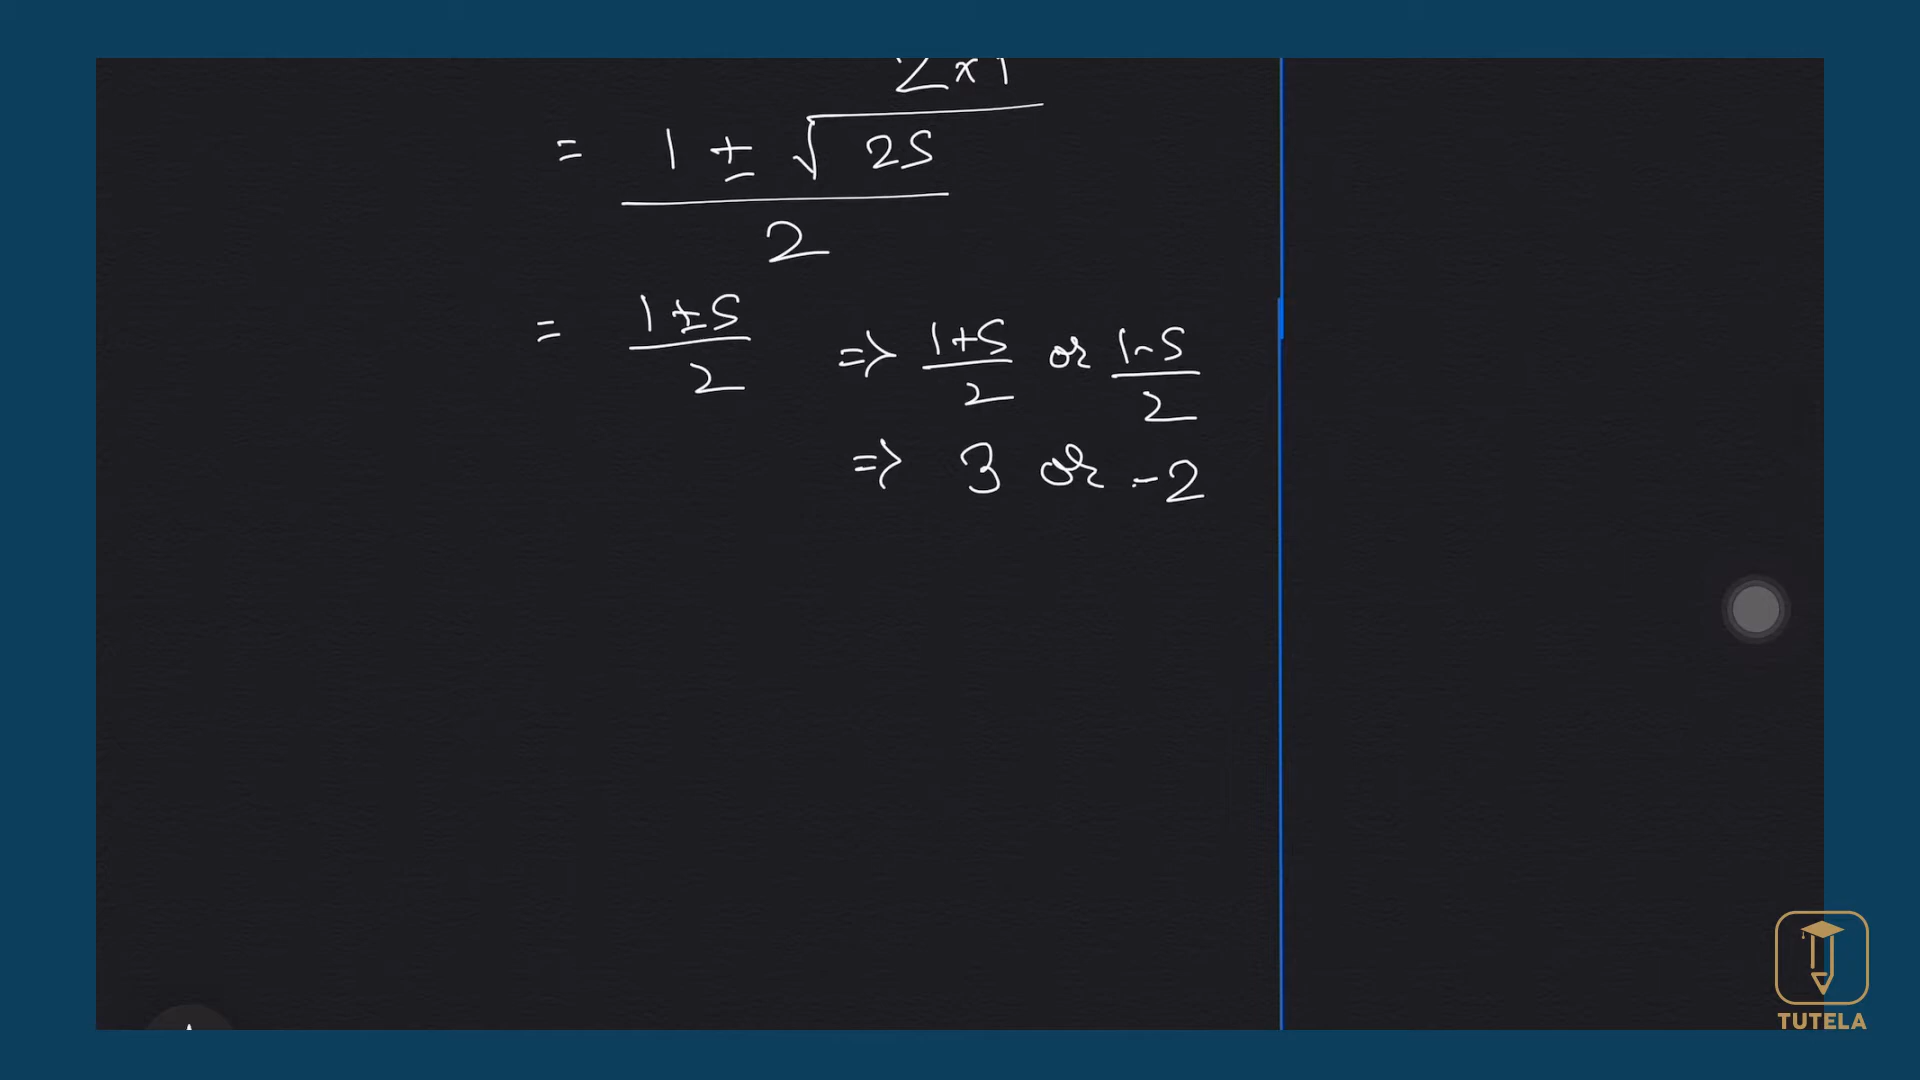 2 × 1
= 1 ± √25
2
= 1±5 ⇒ 1+5 or 1-5
2 2 2
⇒ 3 or -2
TUTELA